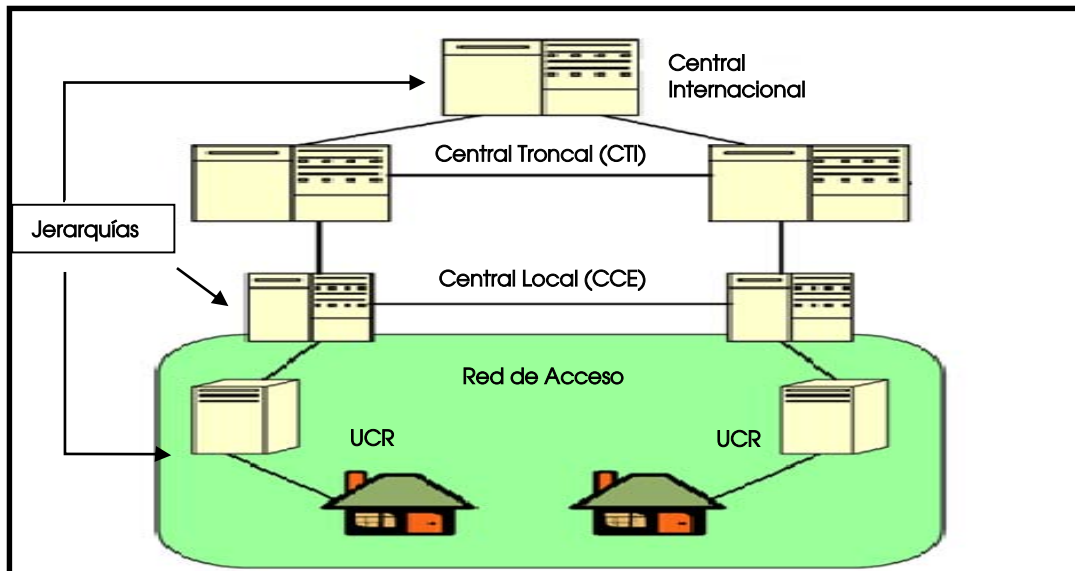 Central
Internacional
Central Troncal (CTI)
Jerarquías
Central Local (CCE)
Red de Acceso
UCR
UCR